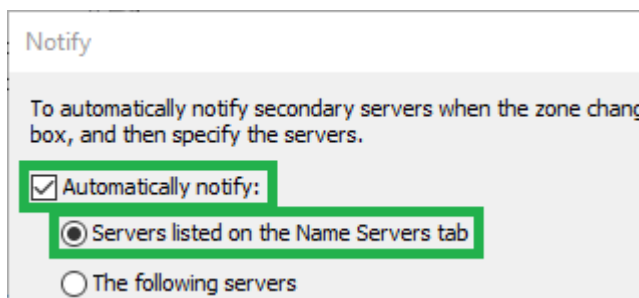 Notify
To automatically notify secondary servers when the zone
box, and then specify the servers.
Automatically notify:
Servers listed on the Name Servers tab
The following servers